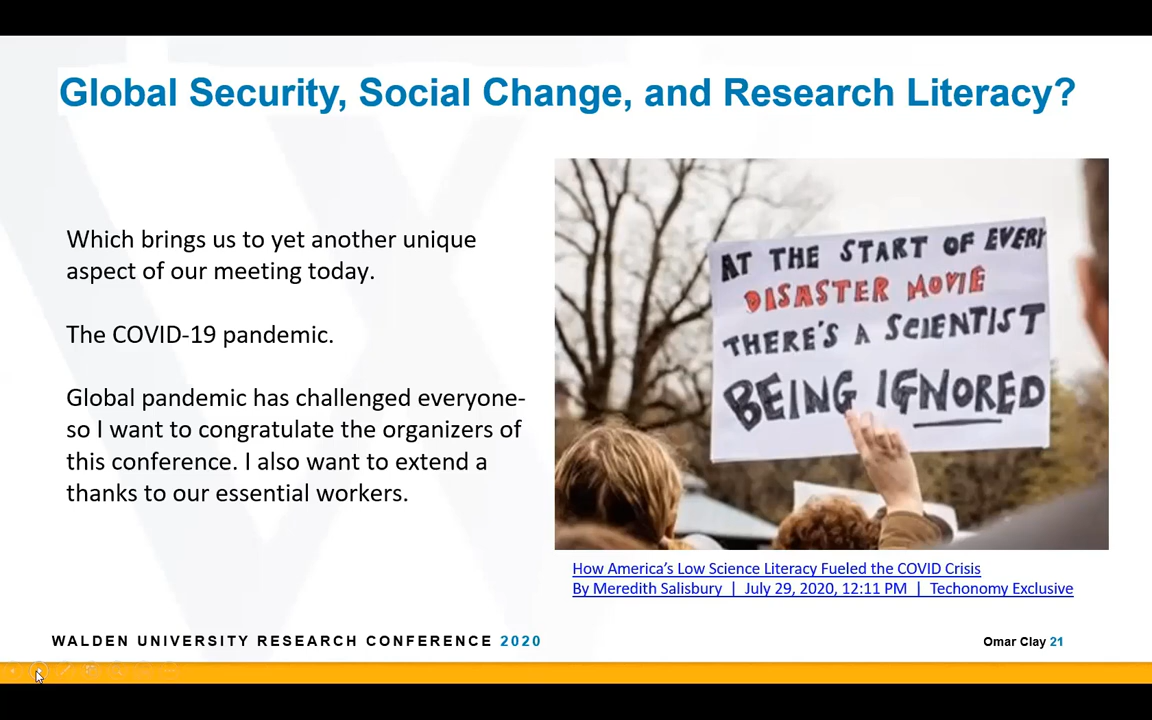 Global Security, Social Change, and Research Literacy?
Which brings us to yet another unique
aspect of our meeting today.
The COVID-19 pandemic.
Global pandemic has challenged everyone-
so I want to congratulate the organizers of
this conference. I also want to extend a
thanks to our essential workers.
AT THE START OF EVERY
DISASTER MOVIE
THERE'S A SCIENTIST
BEING IGNORED
How America's Low Science Literacy Fueled the COVID Crisis
By Meredith Salisbury | July 29, 2020, 12:11 PM | Techonomy Exclusive
WALDEN UNIVERSITY RESEARCH CONFERENCE 2020
Omar Clay 21